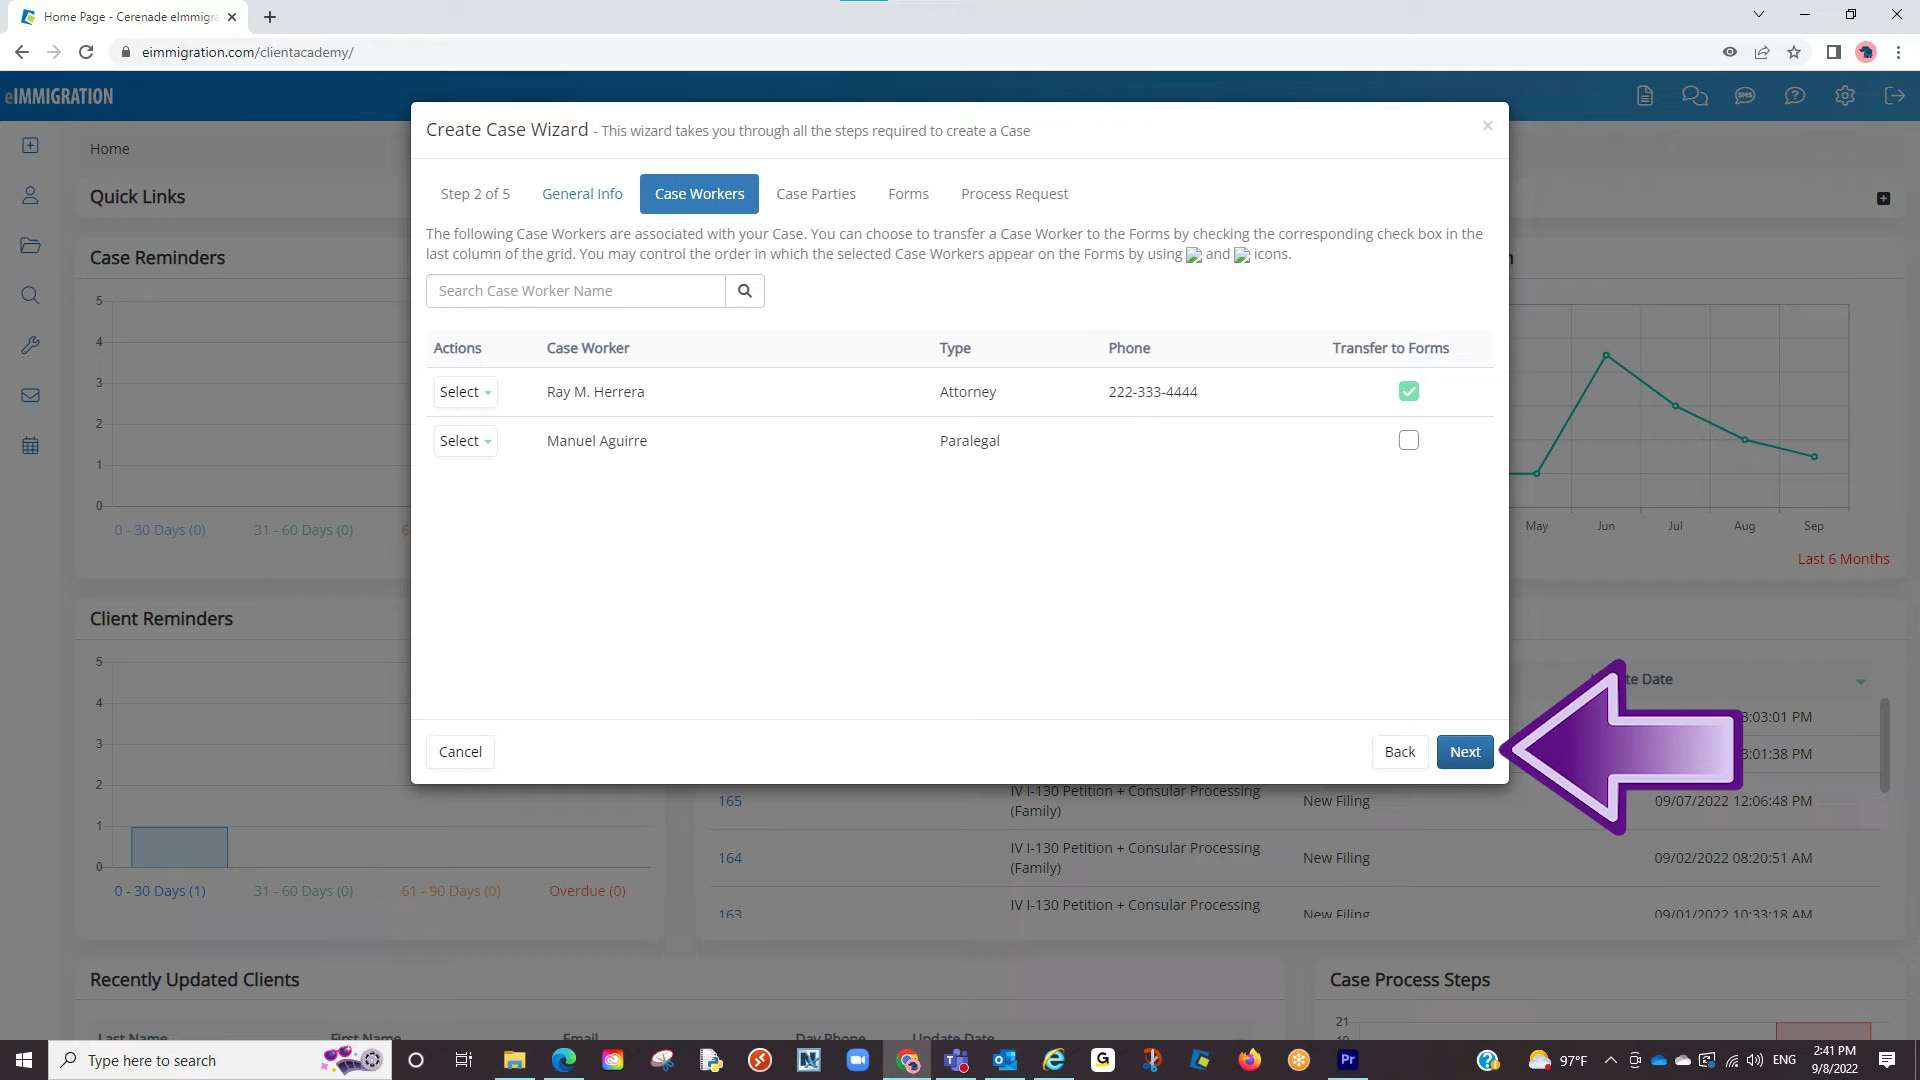 Home Page - Cerenade eImmigra
eimmigration.com/clientacademy/
eIMMIGRATION
SMS
Home
Quick Links
Create Case Wizard - This wizard takes you through all the steps required to create a Case
×
Step 2 of 5 General Info Case Workers Case Parties Forms Process Request
The following Case Workers are associated with your Case. You can choose to transfer a Case Worker to the Forms by checking the corresponding check box in the
last column of the grid. You may control the order in which the selected Case Workers appear on the Forms by using and icons.
Search Case Worker Name
Actions Case Worker Type Phone Transfer to Forms
Select Ray M. Herrera Attorney 222-333-4444
Select Manuel Aguirre Paralegal
Cancel Back Next
Case Reminders
5
4
3
2
1
0
0 - 30 Days (0) 31 - 60 Days (0) 6
May Jun Jul Aug Sep
Last 6 Months
Client Reminders
5
4
3
2
1
0
0 - 30 Days (1) 31 - 60 Days (0) 61 - 90 Days (0) Overdue (0)
te Date
3:03:01 PM
3:01:38 PM
165 IV I-130 Petition + Consular Processing
(Family) New Filing 09/07/2022 12:06:48 PM
164 IV I-130 Petition + Consular Processing
(Family) New Filing 09/02/2022 08:20:51 AM
163 IV I-130 Petition + Consular Processing New Filing 09/01/2022 10:33:18 AM
Recently Updated Clients
Last Name First Name Email Day Phone Update Date
Case Process Steps
21
Type here to search
G
Pr
97°F
ENG
2:41 PM
9/8/2022